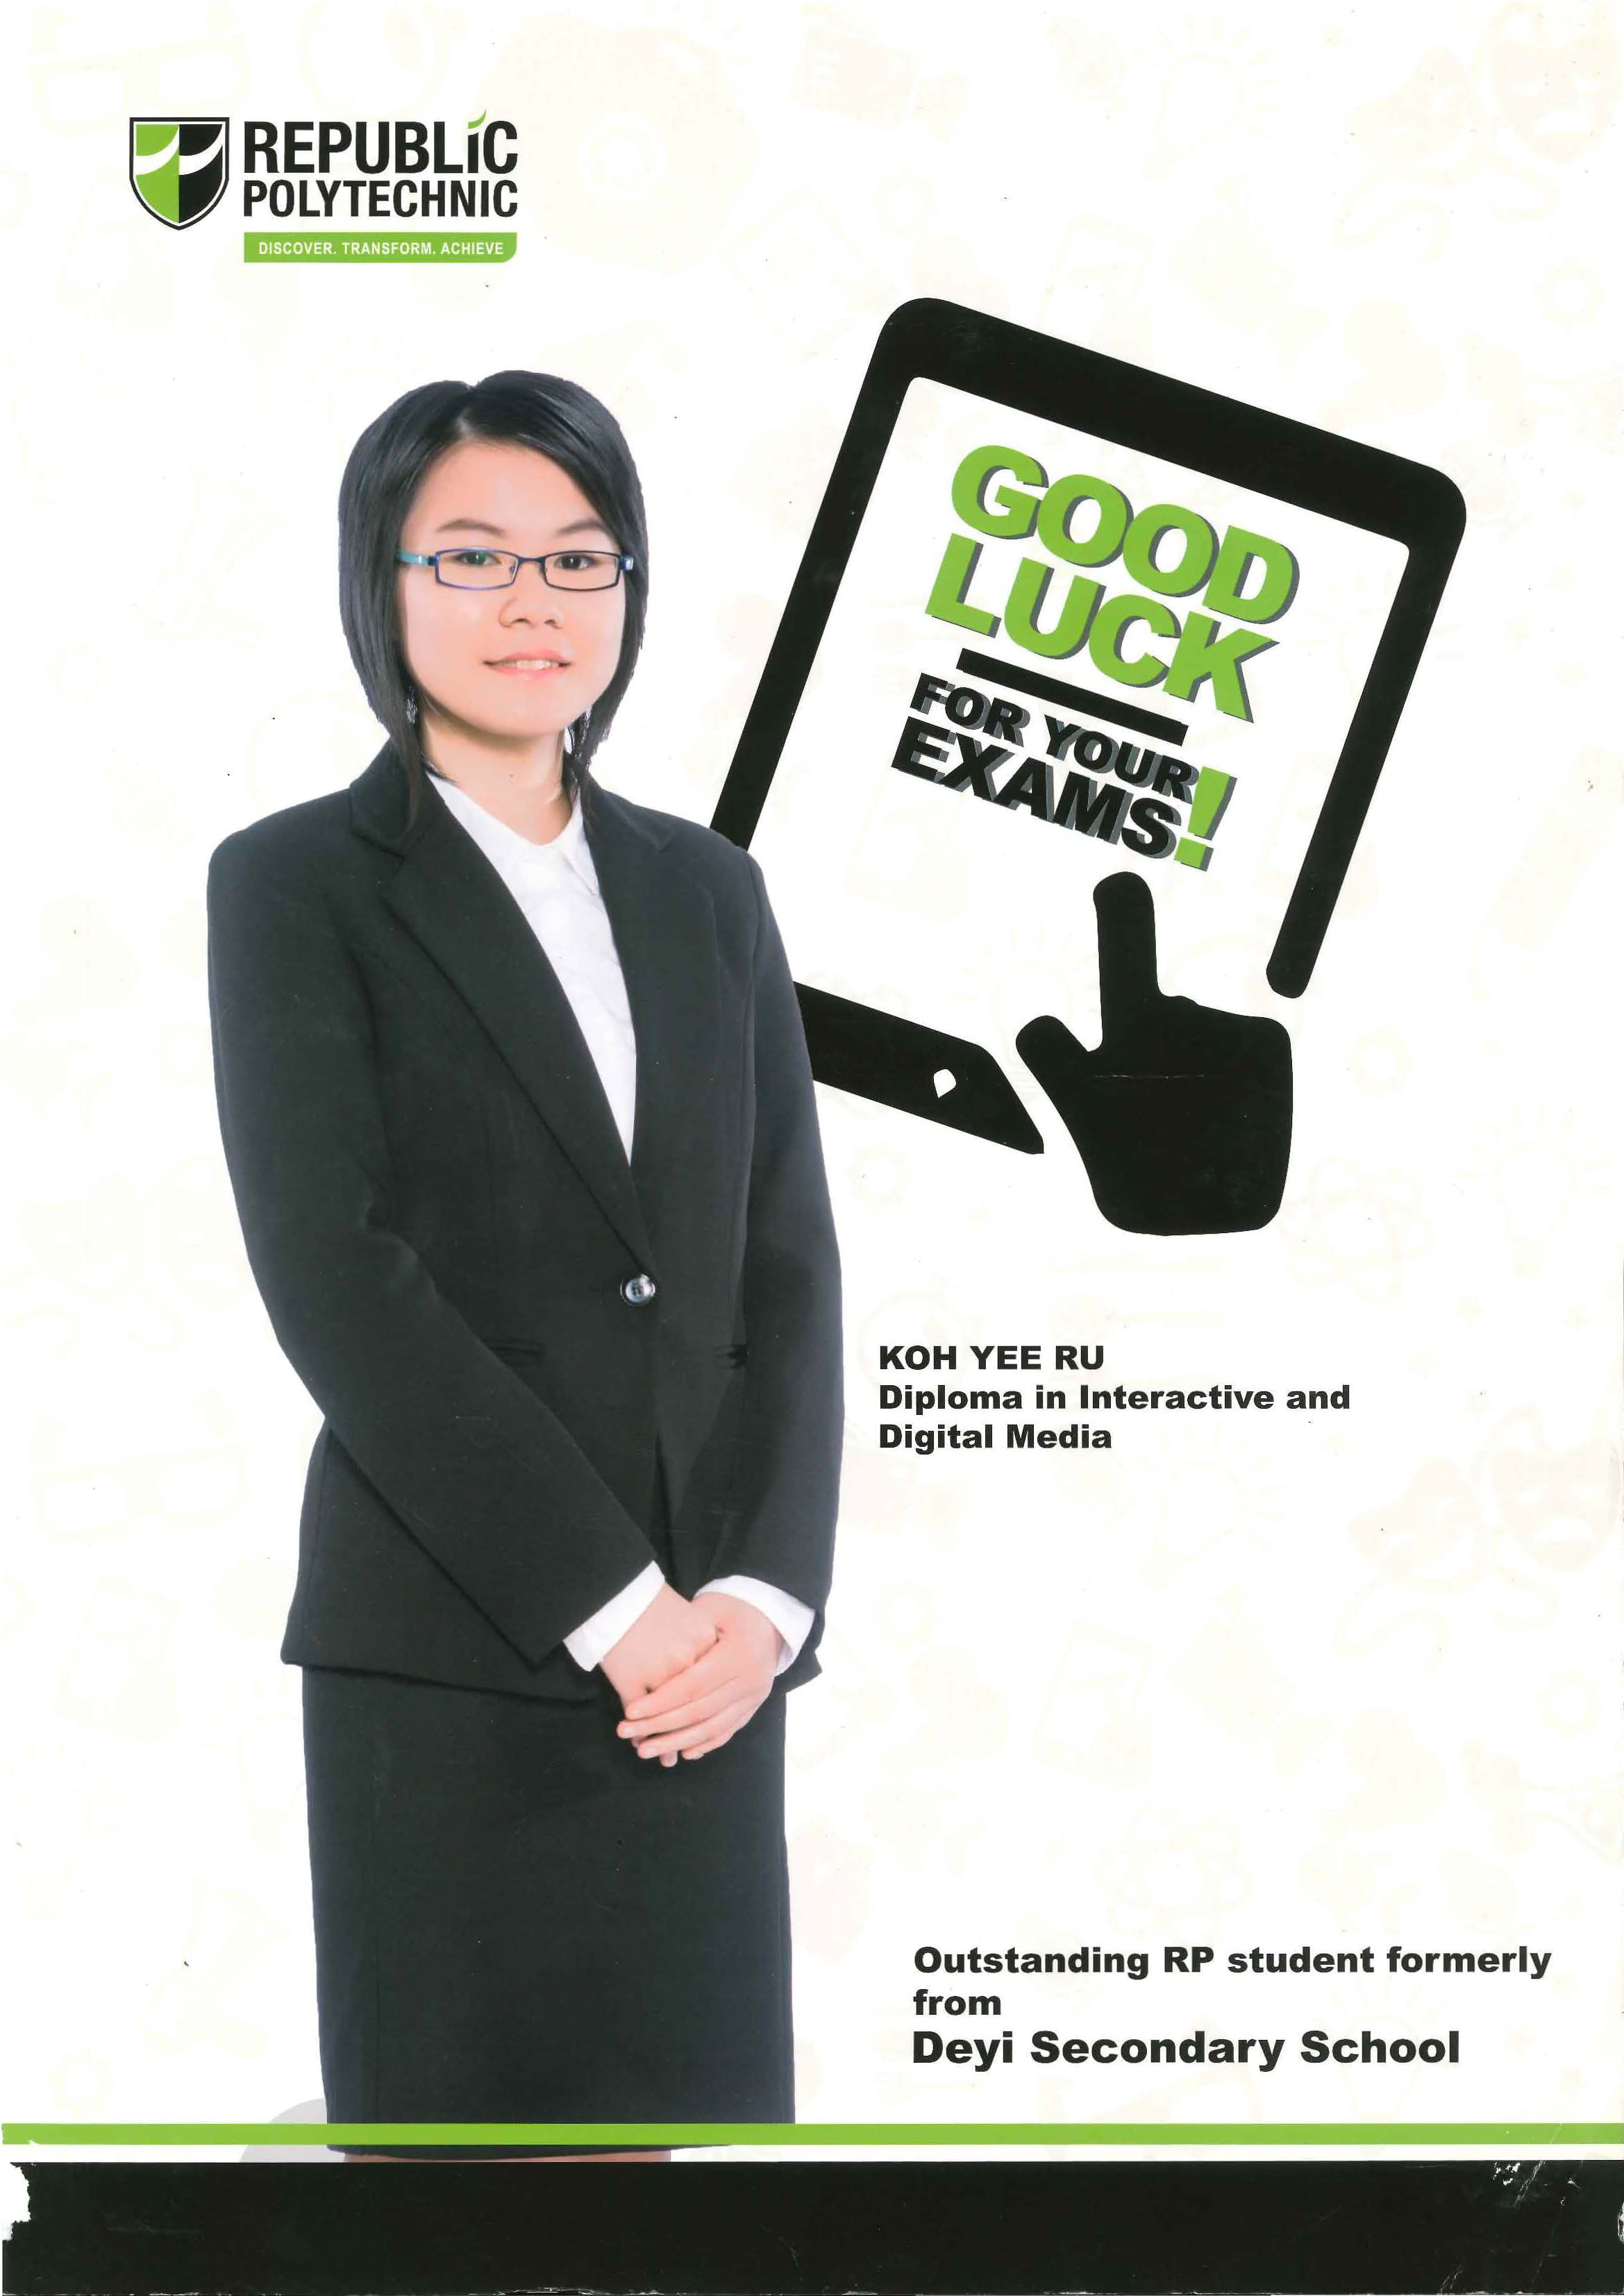 REPUBLIC
POLYTECHNIC
DISCOVER. TRANSFORM. ACHIEVE
GOOD
LUCK
FOR YOUR
EXAMS!
KOH YEE RU
Diploma in Interactive and
Digital Media
Outstanding RP student formerly
from
Deyi Secondary School